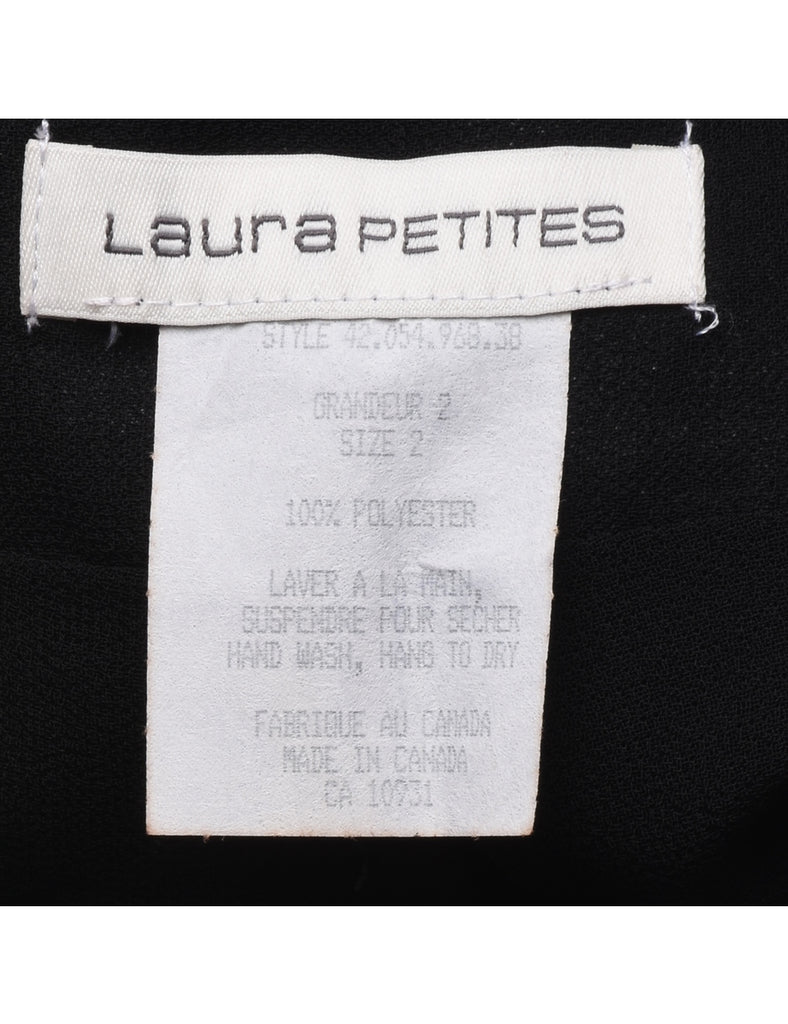 Laura PETITES
STYLE 42.054.968.38
GRANDEUR 2
SIZE 2
100% POLYESTER
LAVER A LA MAIN,
SUSPENDRE POUR SECHER
HAND WASH, HANG TO DRY
FABRIQUE AU CANADA
MADE IN CANADA
CA 10931